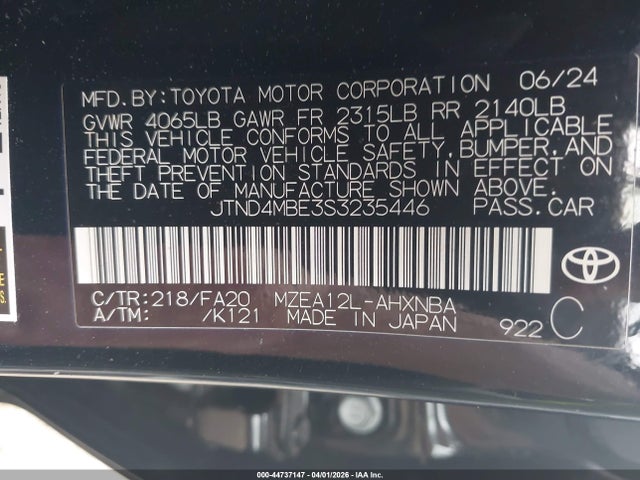 MFD.BY:TOYOTA MOTOR CORPORATION 06/24
GVWR 4065LB GAWR FR 2315LB RR 2140LB
THIS VEHICLE CONFORMS TO ALL APPLICABLE
FEDERAL MOTOR VEHICLE SAFETY,BUMPER,AND
THEFT PREVENTION STANDARDS IN EFFECT ON
THE DATE OF MANUFACTURE SHOWN ABOVE.
JTND4MBE3S3235446 PASS.CAR
C/TR:218/FA20 MZEA12L-AHXNBA
A/TM: /K121 MADE IN JAPAN 922 C
000-44737147 - 04/01/2026 - IAA Inc.